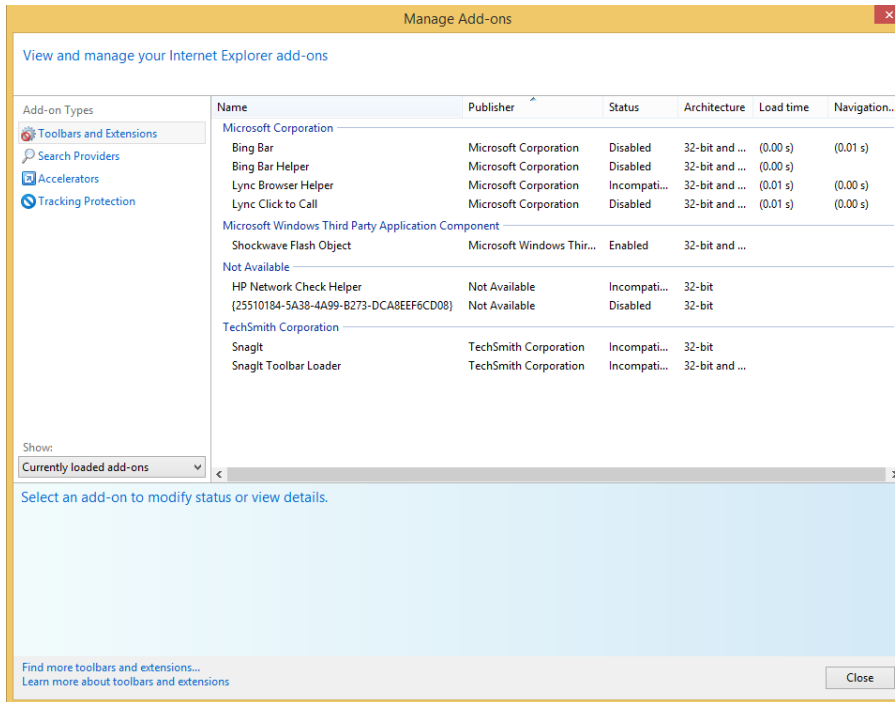 Manage Add-ons
View and manage your Internet Explorer add-ons
Add-on Types
Toolbars and Extensions
Search Providers
Accelerators
Tracking Protection
Show:
Currently loaded add-ons
Name Publisher Status Architecture Load time Navigation...
Microsoft Corporation
Bing Bar Microsoft Corporation Disabled 32-bit and ... (0.00 s) (0.01 s)
Bing Bar Helper Microsoft Corporation Disabled 32-bit and ... (0.00 s)
Lync Browser Helper Microsoft Corporation Incompati... 32-bit and ... (0.01 s) (0.00 s)
Lync Click to Call Microsoft Corporation Disabled 32-bit and ... (0.01 s) (0.00 s)
Microsoft Windows Third Party Application Component
Shockwave Flash Object Microsoft Windows Thir... Enabled 32-bit and ...
Not Available
HP Network Check Helper Not Available Incompati... 32-bit
{25510184-5A38-4A99-B273-DCA8EEF6CD08} Not Available Disabled 32-bit
TechSmith Corporation
SnagIt TechSmith Corporation Incompati... 32-bit
SnagIt Toolbar Loader TechSmith Corporation Incompati... 32-bit and ...
Select an add-on to modify status or view details.
Find more toolbars and extensions...
Learn more about toolbars and extensions
Close